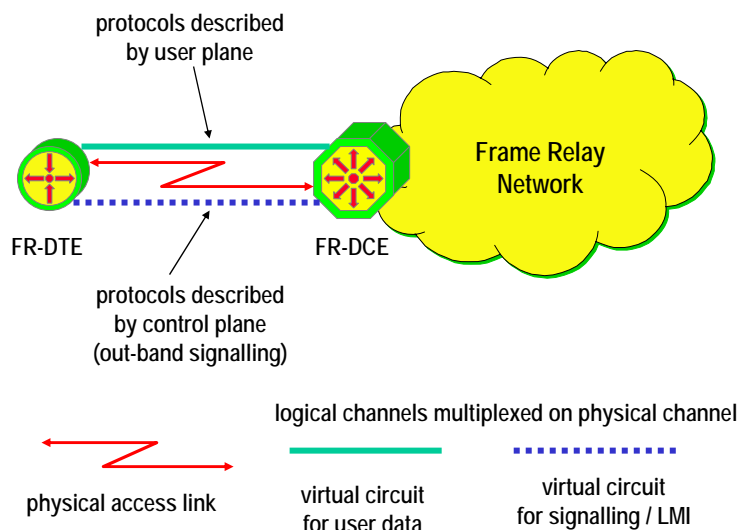 protocols described
by user plane
Frame Relay
Network
FR-DTE
FR-DCE
protocols described
by control plane
(out-band signalling)
logical channels multiplexed on physical channel
physical access link
virtual circuit
for user data
virtual circuit
for signalling / LMI